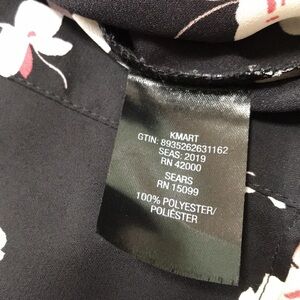 KMART
GTIN: 8935262631162
SEAS: 2019
RN 42000
SEARS
RN 15099
100% POLYESTER/
POLIÉSTER